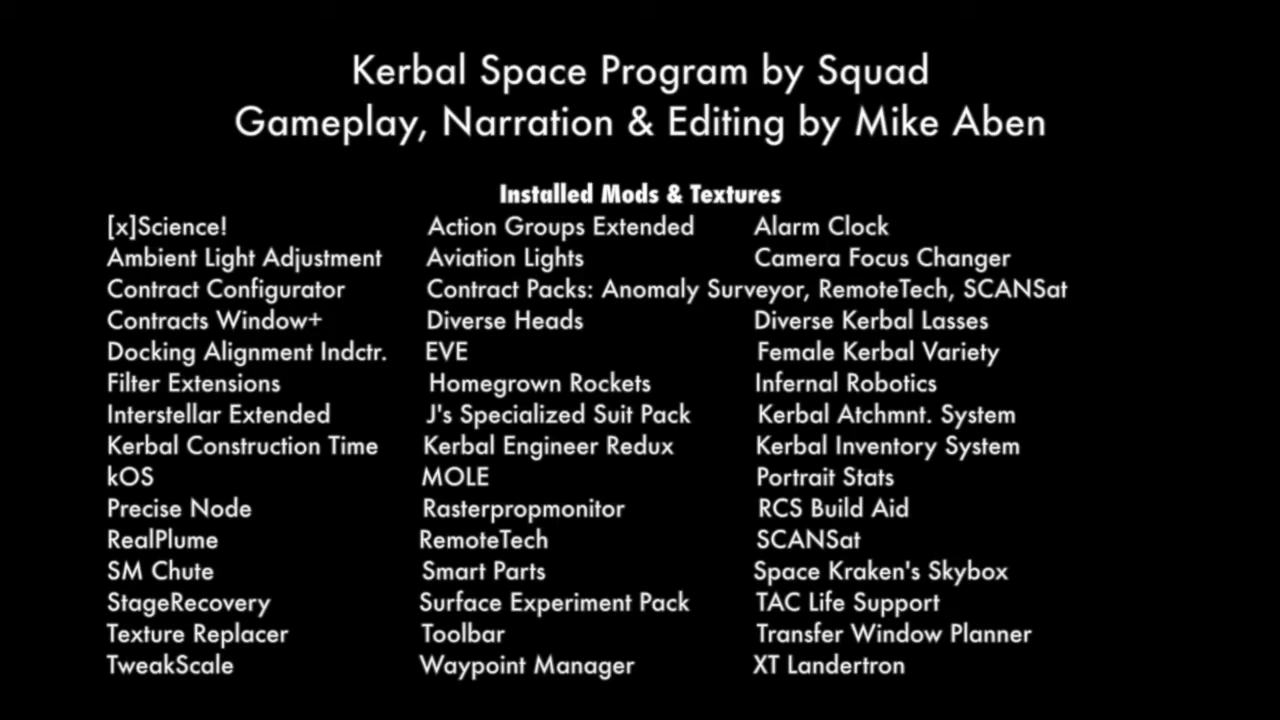 Kerbal Space Program by Squad
Gameplay, Narration & Editing by Mike Aben
Installed Mods & Textures
[x]Science! Action Groups Extended Alarm Clock
Ambient Light Adjustment Aviation Lights Camera Focus Changer
Contract Configurator Contract Packs: Anomaly Surveyor, RemoteTech, SCANSat
Contracts Window+ Diverse Heads Diverse Kerbal Lasses
Docking Alignment Indctr. EVE Female Kerbal Variety
Filter Extensions Homegrown Rockets Infernal Robotics
Interstellar Extended J's Specialized Suit Pack Kerbal Atchmnt. System
Kerbal Construction Time Kerbal Engineer Redux Kerbal Inventory System
kOS MOLE Portrait Stats
Precise Node Rasterpropmonitor RCS Build Aid
RealPlume RemoteTech SCANSat
SM Chute Smart Parts Space Kraken's Skybox
StageRecovery Surface Experiment Pack TAC Life Support
Texture Replacer Toolbar Transfer Window Planner
TweakScale Waypoint Manager XT Landertron